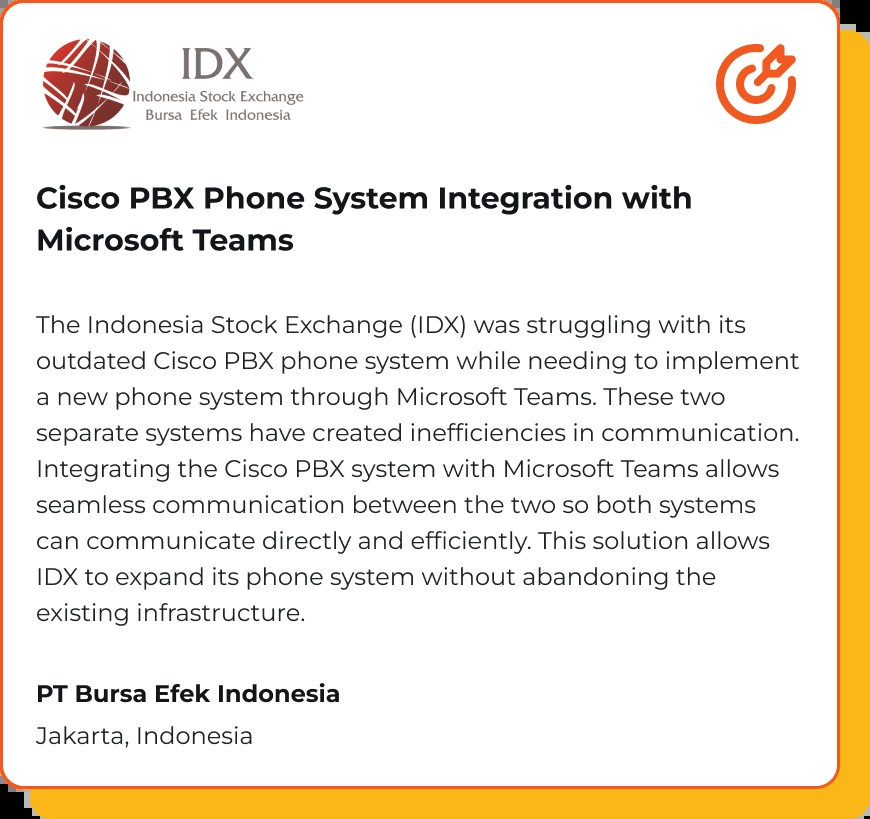 IDX
Indonesia Stock Exchange
Bursa Efek Indonesia
Cisco PBX Phone System Integration with
Microsoft Teams
The Indonesia Stock Exchange (IDX) was struggling with its
outdated Cisco PBX phone system while needing to implement
a new phone system through Microsoft Teams. These two
separate systems have created inefficiencies in communication.
Integrating the Cisco PBX system with Microsoft Teams allows
seamless communication between the two so both systems
can communicate directly and efficiently. This solution allows
IDX to expand its phone system without abandoning the
existing infrastructure.
PT Bursa Efek Indonesia
Jakarta, Indonesia